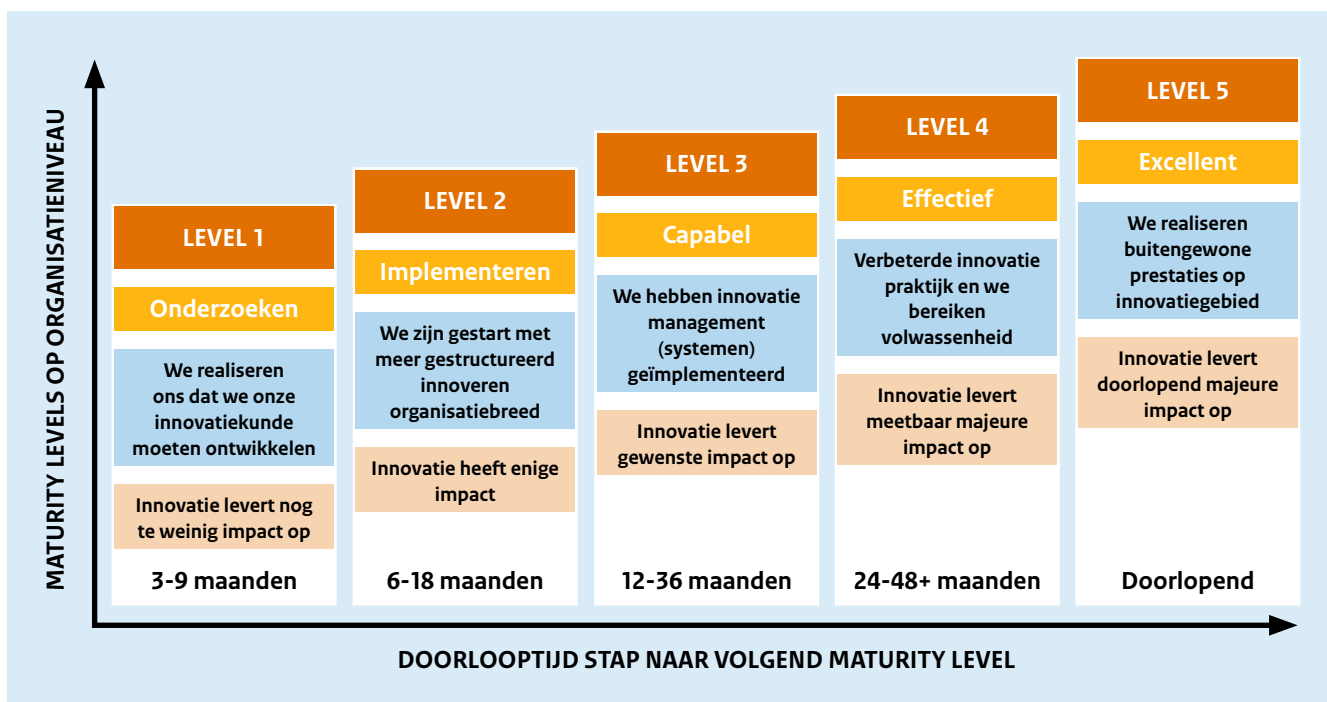 MATURITY LEVELS OP ORGANISATIENIVEAU
LEVEL 1
Onderzoeken
We realiseren
ons dat we onze
innovatiekunde
moeten ontwikkelen
Innovatie levert nog
te weinig impact op
3-9 maanden
LEVEL 2
Implementeren
We zijn gestart met
meer gestructureerd
innoveren
organisatiebreed
Innovatie heeft enige
impact
6-18 maanden
LEVEL 3
Capabel
We hebben innovatie
management
(systemen)
geïmplementeerd
Innovatie levert
gewenste impact op
12-36 maanden
LEVEL 4
Effectief
Verbeterde innovatie
praktijk en we
bereiken
volwassenheid
Innovatie levert
meetbaar majeure
impact op
24-48+ maanden
LEVEL 5
Excellent
We realiseren
buitengewone
prestaties op
innovatiegebied
Innovatie levert
doorlopend majeure
impact op
Doorlopend
DOORLOOPTIJD STAP NAAR VOLGEND MATURITY LEVEL